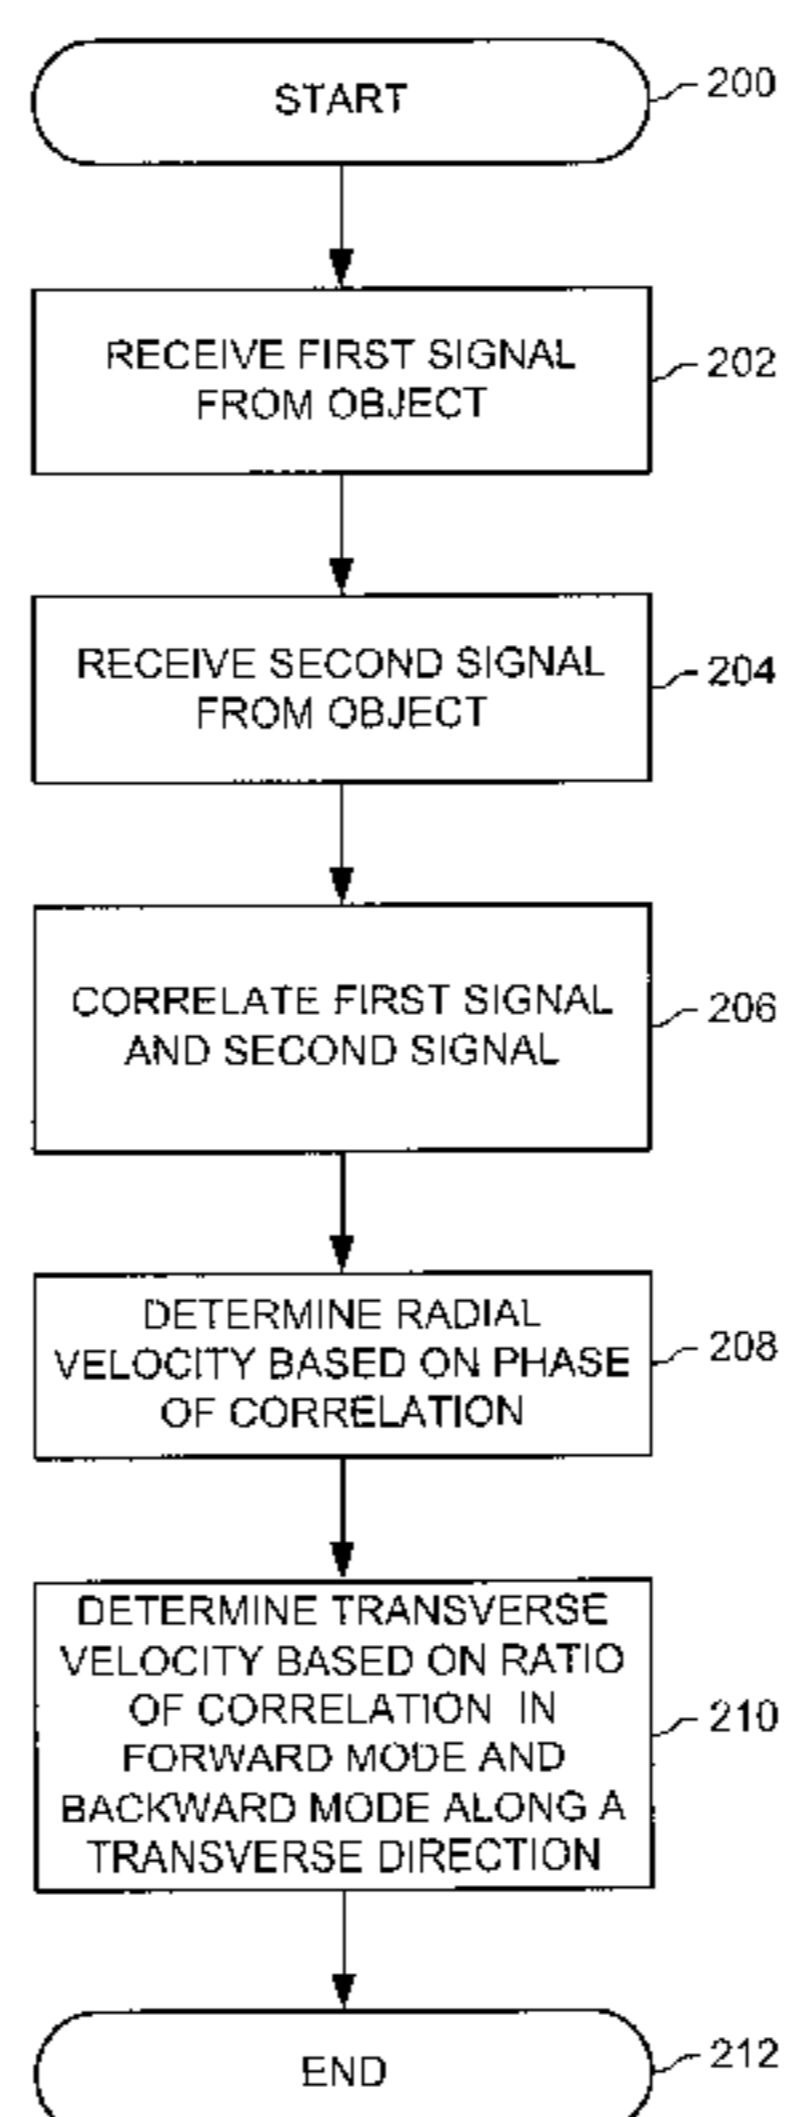 START
200
RECEIVE FIRST SIGNAL
FROM OBJECT
202
RECEIVE SECOND SIGNAL
FROM OBJECT
204
CORRELATE FIRST SIGNAL
AND SECOND SIGNAL
206
DETERMINE RADIAL
VELOCITY BASED ON PHASE
OF CORRELATION
208
DETERMINE TRANSVERSE
VELOCITY BASED ON RATIO
OF CORRELATION IN
FORWARD MODE AND
BACKWARD MODE ALONG A
TRANSVERSE DIRECTION
210
END
212